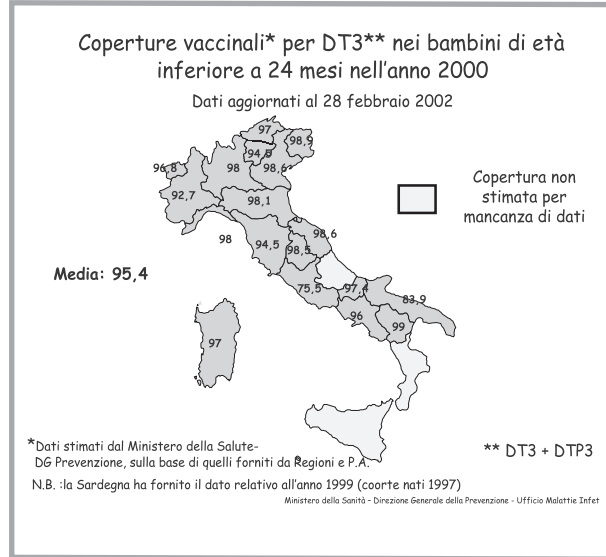 Coperture vaccinali* per DT3** nei bambini di età
inferiore a 24 mesi nell'anno 2000
Dati aggiornati al 28 febbraio 2002
97
98,9
94,5
96,8
98
98,6
92,7
98,1
Copertura non
stimata per
mancanza di dati
98
94,5
98,6
98,5
Media: 95,4
75,5
97,4
83,9
96
99
97
*Dati stimati dal Ministero della Salute-
DG Prevenzione, sulla base di quelli forniti da Regioni e P.A.
** DT3 + DTP3
N.B. :la Sardegna ha fornito il dato relativo all'anno 1999 (coorte nati 1997)
Ministero della Sanità - Direzione Generale della Prevenzione - Ufficio Malattie Infet